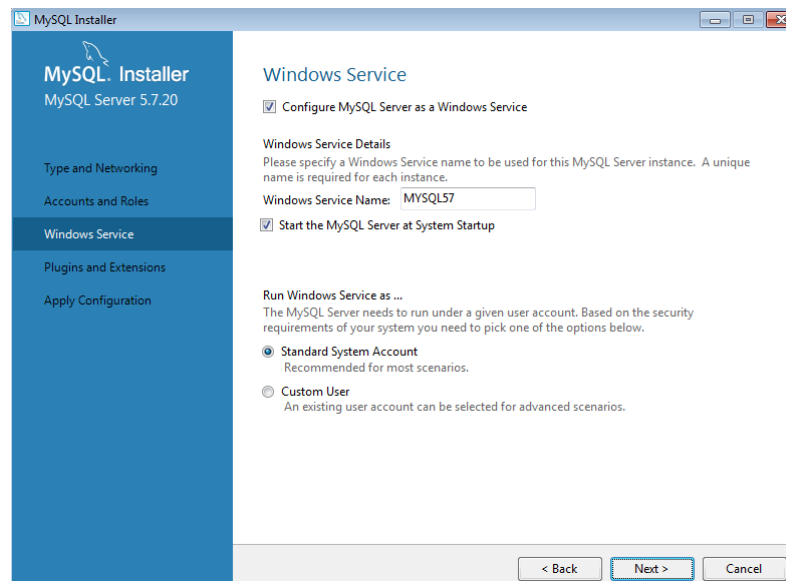 MySQL Installer
MySQL. Installer
MySQL Server 5.7.20
Type and Networking
Accounts and Roles
Windows Service
Plugins and Extensions
Apply Configuration
Windows Service
Configure MySQL Server as a Windows Service
Windows Service Details
Please specify a Windows Service name to be used for this MySQL Server instance. A unique
name is required for each instance.
Windows Service Name: MYSQL57
Start the MySQL Server at System Startup
Run Windows Service as ...
The MySQL Server needs to run under a given user account. Based on the security
requirements of your system you need to pick one of the options below.
Standard System Account
Recommended for most scenarios.
Custom User
An existing user account can be selected for advanced scenarios.
< Back Next > Cancel